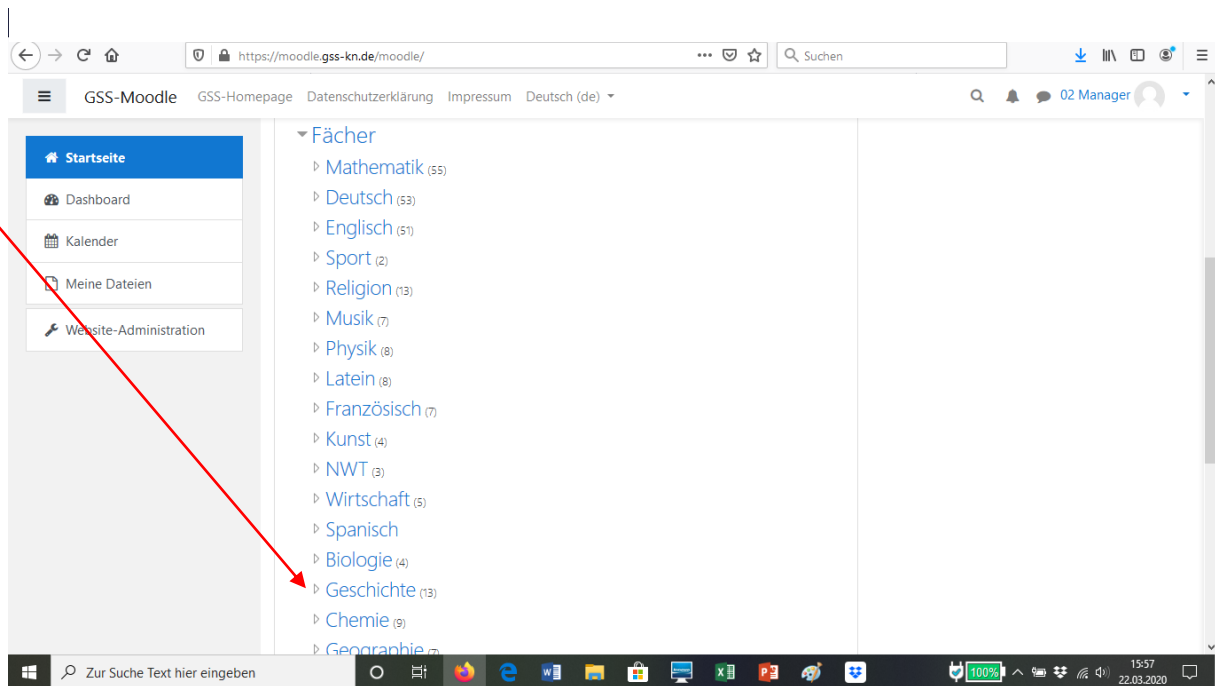 https://moodle.gss-kn.de/moodle/
Suchen
GSS-Moodle GSS-Homepage Datenschutzerklärung Impressum Deutsch (de)
02 Manager
Startseite
Dashboard
Kalender
Meine Dateien
Website-Administration
Fächer
Mathematik (55)
Deutsch (53)
Englisch (51)
Sport (2)
Religion (13)
Musik (7)
Physik (8)
Latein (8)
Französisch (7)
Kunst (4)
NWT (3)
Wirtschaft (5)
Spanisch
Biologie (4)
Geschichte (13)
Chemie (9)
Geographie (7)
Zur Suche Text hier eingeben
100%
15:57
22.03.2020